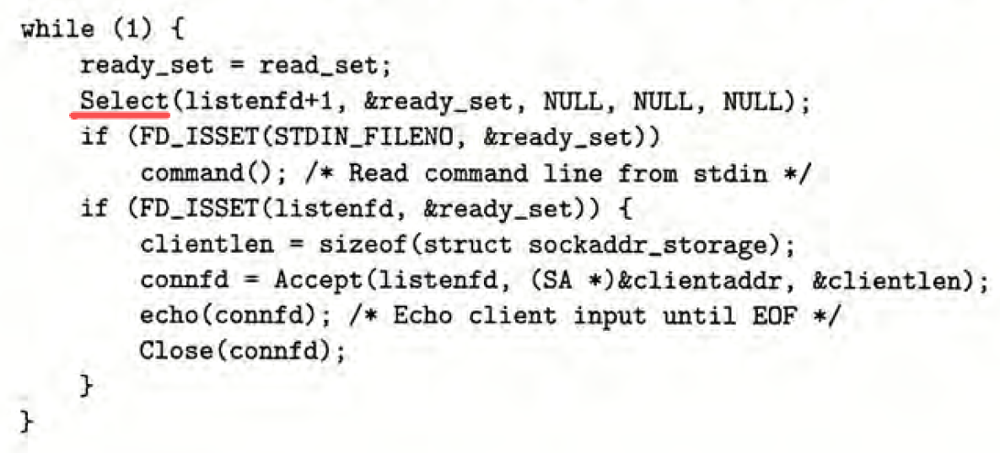 while (1) {
    ready_set = read_set;
    Select(listenfd+1, &ready_set, NULL, NULL, NULL);
    if (FD_ISSET(STDIN_FILENO, &ready_set))
        command(); /* Read command line from stdin */
    if (FD_ISSET(listenfd, &ready_set)) {
        clientlen = sizeof(struct sockaddr_storage);
        connfd = Accept(listenfd, (SA *)&clientaddr, &clientlen);
        echo(connfd); /* Echo client input until EOF */
        Close(connfd);
    }
}